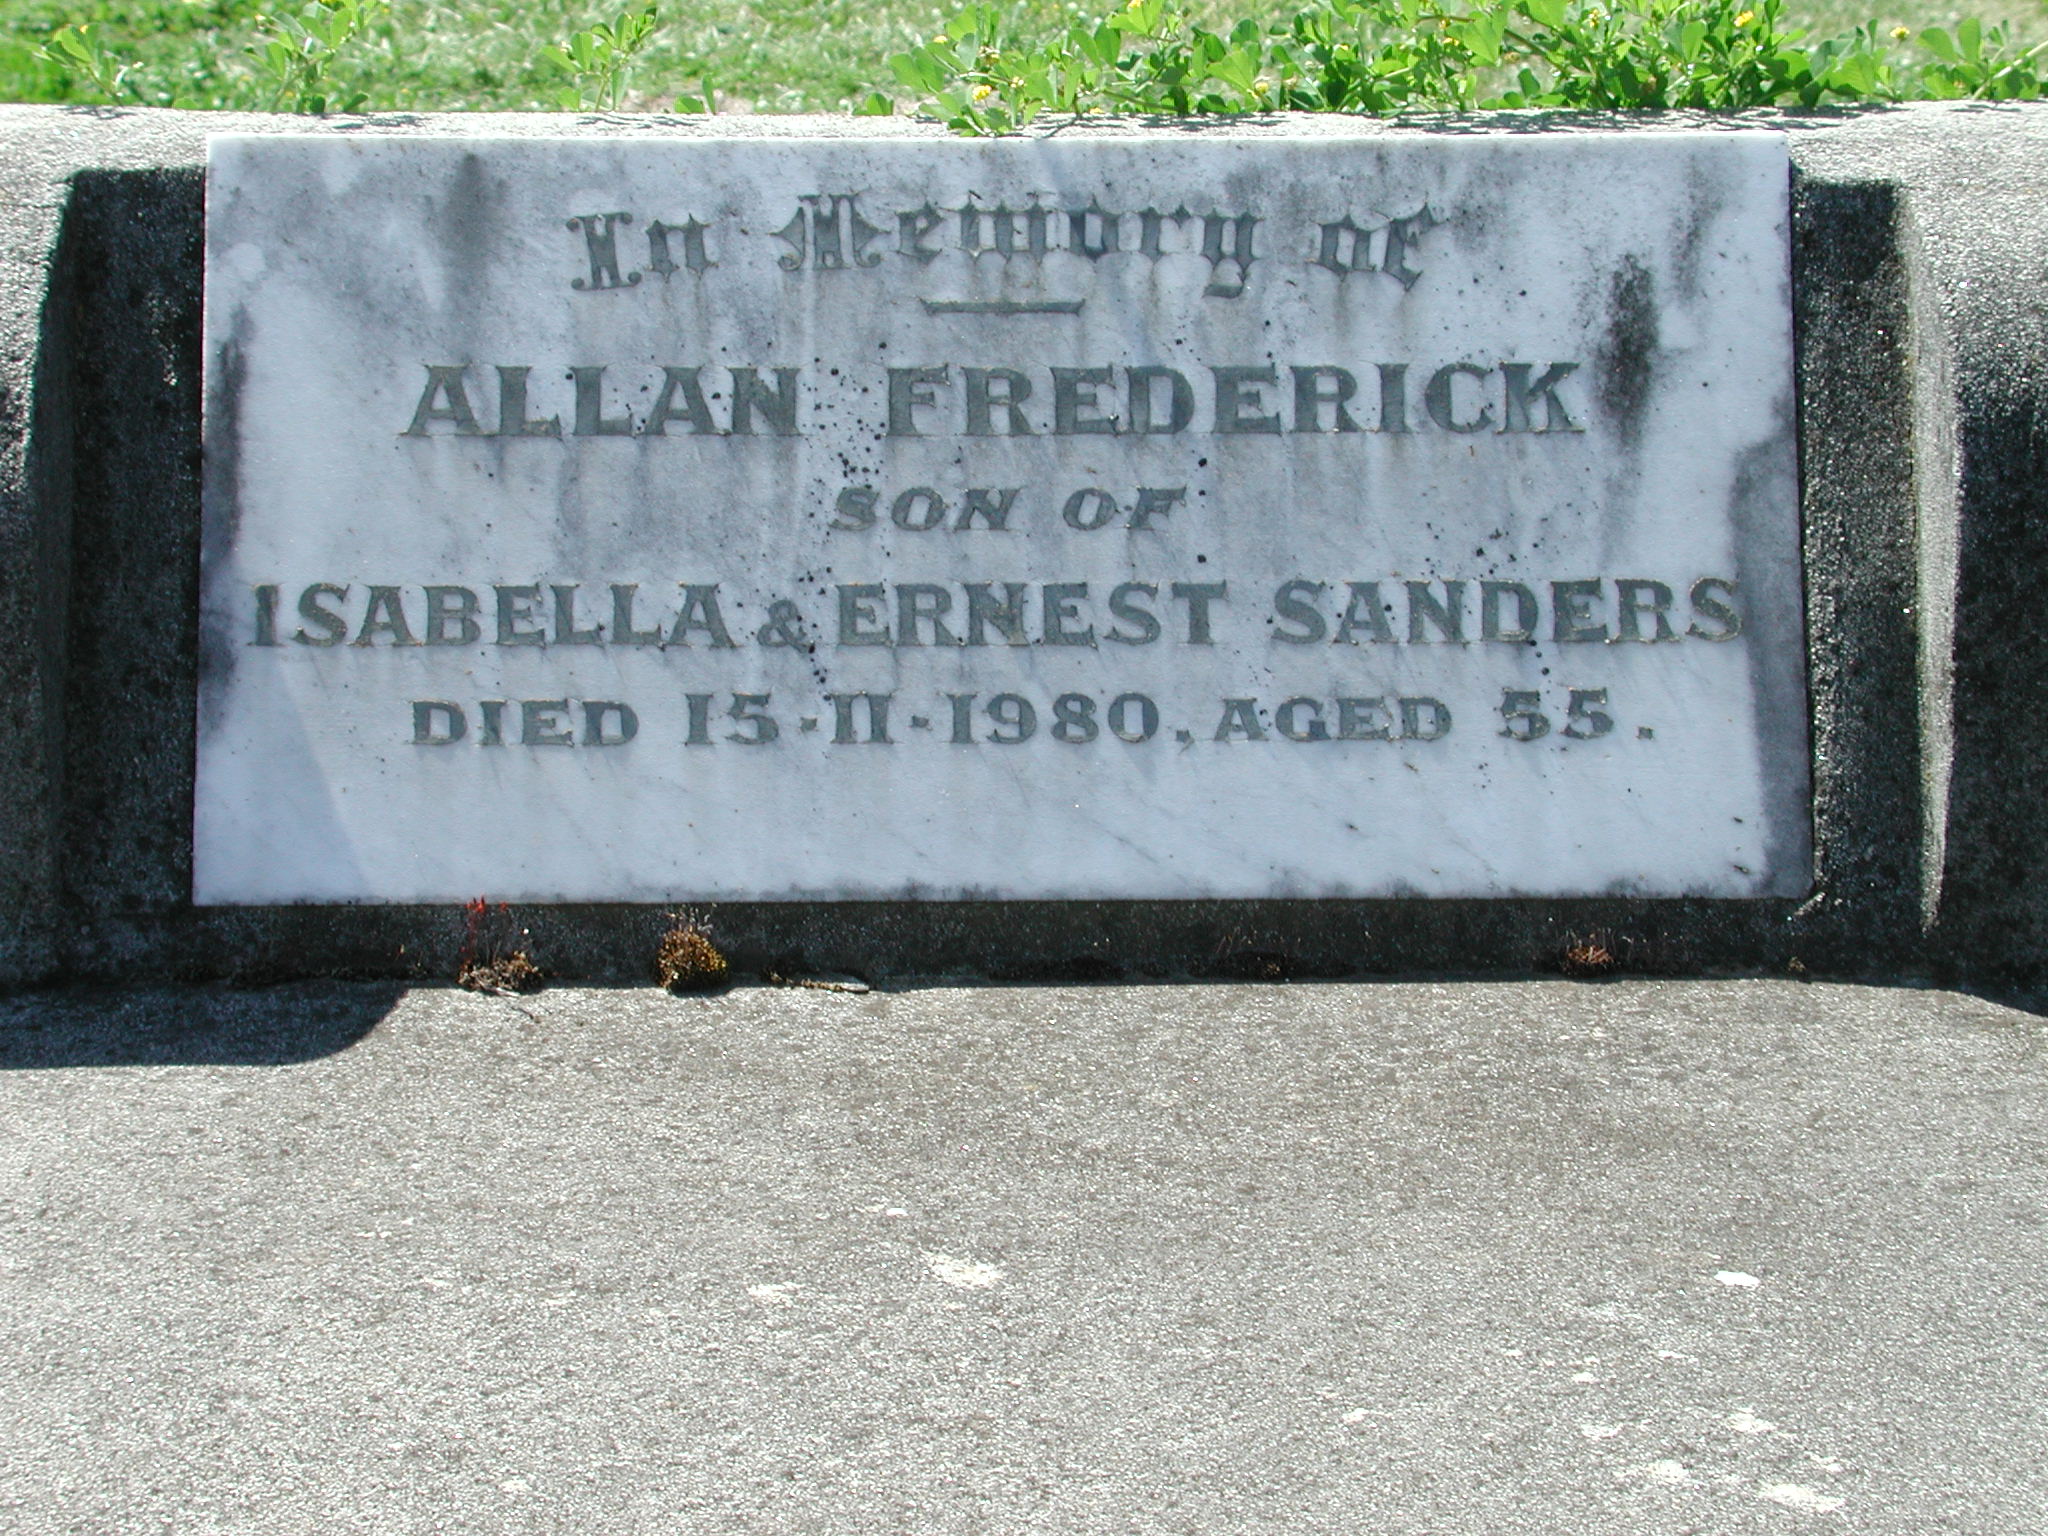 In Memory of
ALLAN FREDERICK
SON OF
ISABELLA & ERNEST SANDERS
DIED 15·11·1980, AGED 55.